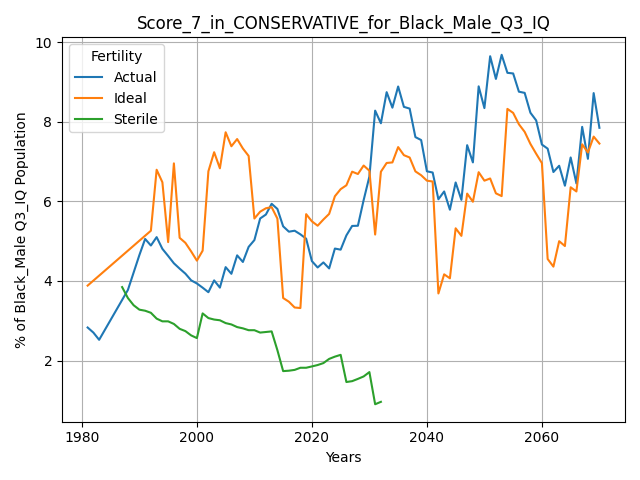 Score_7_in_CONSERVATIVE_for_Black_Male_Q3_IQ
Fertility
Actual
Ideal
Sterile
% of Black_Male Q3_IQ Population
10
8
6
4
2
1980
2000
2020
2040
2060
Years